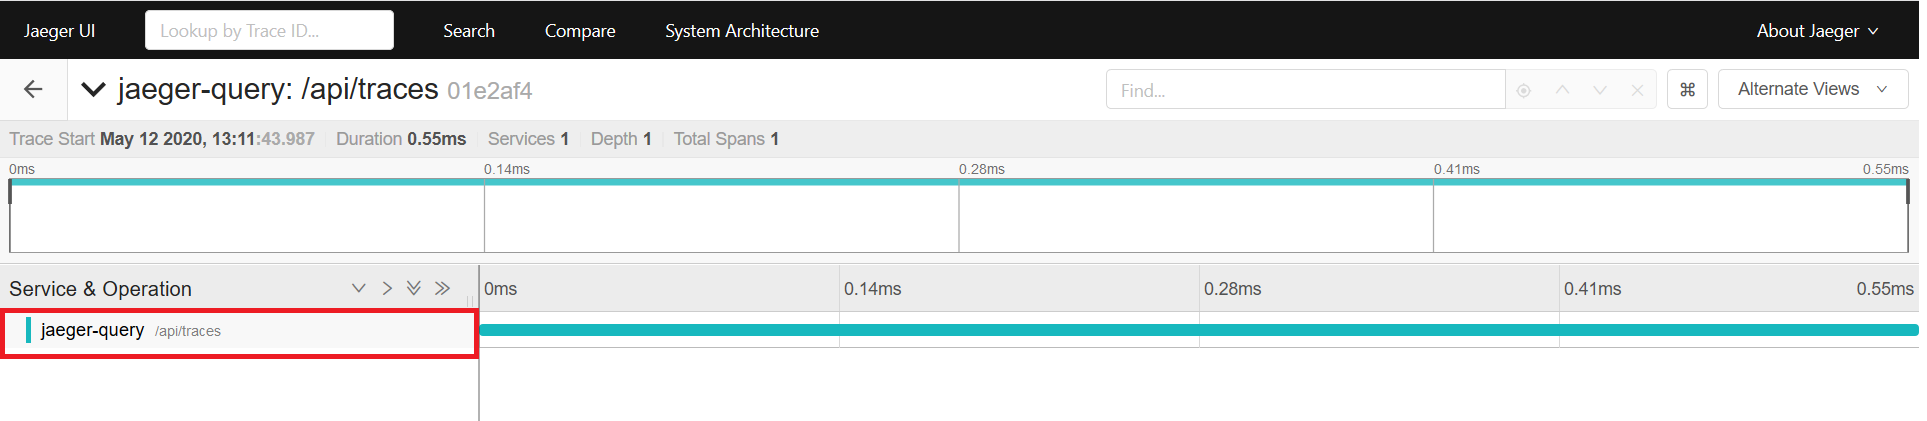 Jaeger UI Lookup by Trace ID... Search Compare System Architecture About Jaeger
jaeger-query: /api/traces 01e2af4 Find... ⌘ Alternate Views
Trace Start May 12 2020, 13:11:43.987 Duration 0.55ms Services 1 Depth 1 Total Spans 1
0ms 0.14ms 0.28ms 0.41ms 0.55ms
Service & Operation 0ms 0.14ms 0.28ms 0.41ms 0.55ms
jaeger-query /api/traces